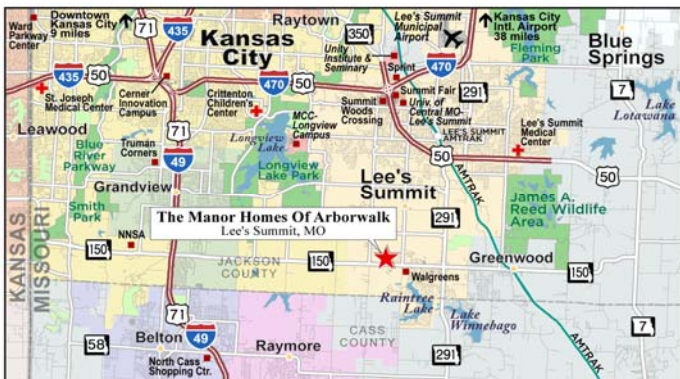 Ward
Parkway
Center
Downtown
Kansas City
9 miles
71
435
435
Kansas
City
Raytown
350
Unity
Institute &
Seminary
Lee's Summit
Municipal
Airport
Kansas City
Intl. Airport
38 miles
470
Fleming
Park
Blue
Springs
7
Lake
Lotawana
435
50
St. Joseph
Medical Center
Cerner
Innovation
Campus
Crittenton
Children's
Center
470
50
Sprint
Summit Fair
Univ. of
Central MO-
Lee's Summit
Summit
Woods
Crossing
291
LEE'S SUMMIT
AMTRAK
Lee's Summit
Medical
Center
Leawood
71
Blue
River
Parkway
Truman
Corners
49
Longview
Lake
MCC-
Longview
Campus
Longview
Lake Park
50
50
AMTRAK
Grandview
Lee's
Summit
James A.
Reed Wildlife
Area
Smith
Park
The Manor Homes Of Arborwalk
Lee's Summit, MO
291
NNSA
150
JACKSON
COUNTY
150
Walgreens
Greenwood
150
KANSAS
MISSOURI
Raintree
Lake
Lake
Winnebago
CASS
COUNTY
7
58
Belton
49
North Cass
Shopping Ctr.
Raymore
291
AMTRAK